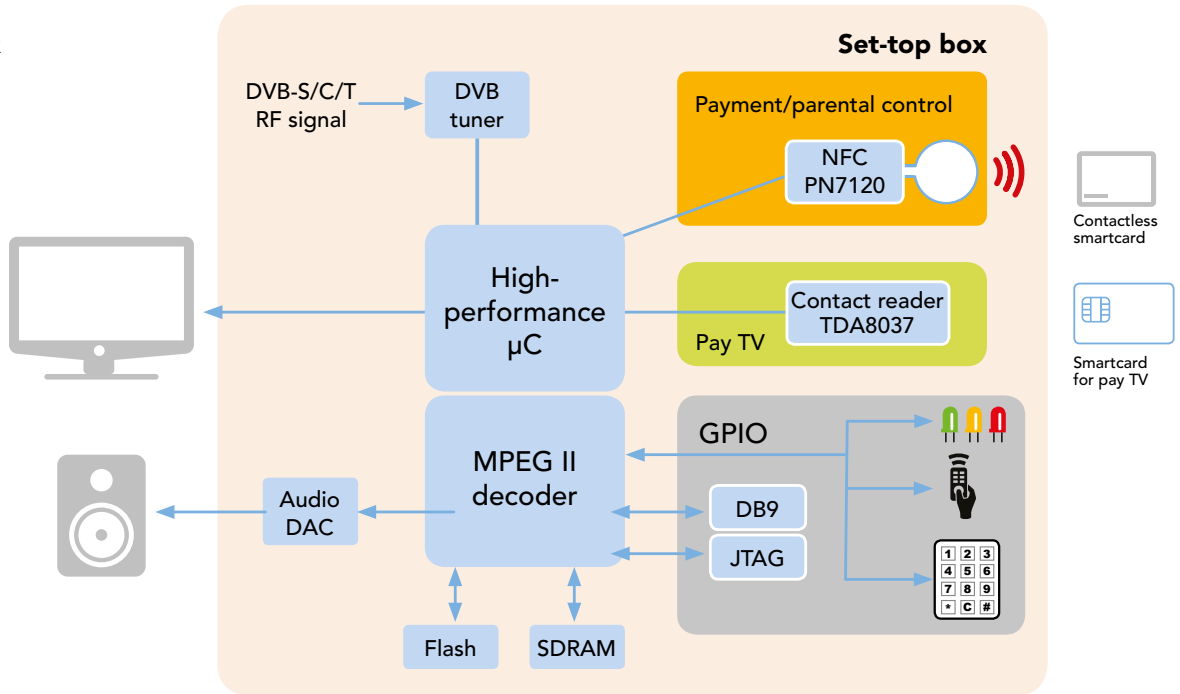 Set-top box
DVB-S/C/T
RF signal
DVB
tuner
Payment/parental control
NFC
PN7120
Contactless
smartcard
High-
performance
µC
Contact reader
TDA8037
Pay TV
Smartcard
for pay TV
GPIO
MPEG II
decoder
Audio
DAC
DB9
JTAG
1 2 3
4 5 6
7 8 9
* C #
Flash
SDRAM